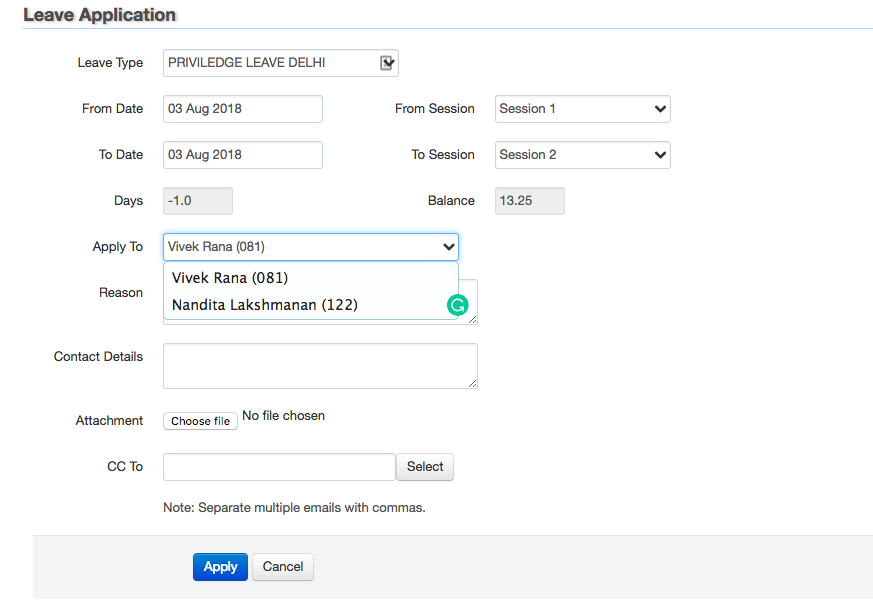 Leave Application
Leave Type PRIVILEDGE LEAVE DELHI
From Date 03 Aug 2018 From Session Session 1
To Date 03 Aug 2018 To Session Session 2
Days -1.0 Balance 13.25
Apply To Vivek Rana (081)
Vivek Rana (081)
Reason
Nandita Lakshmanan (122)
Contact Details
Attachment Choose file No file chosen
CC To Select
Note: Separate multiple emails with commas.
Apply Cancel